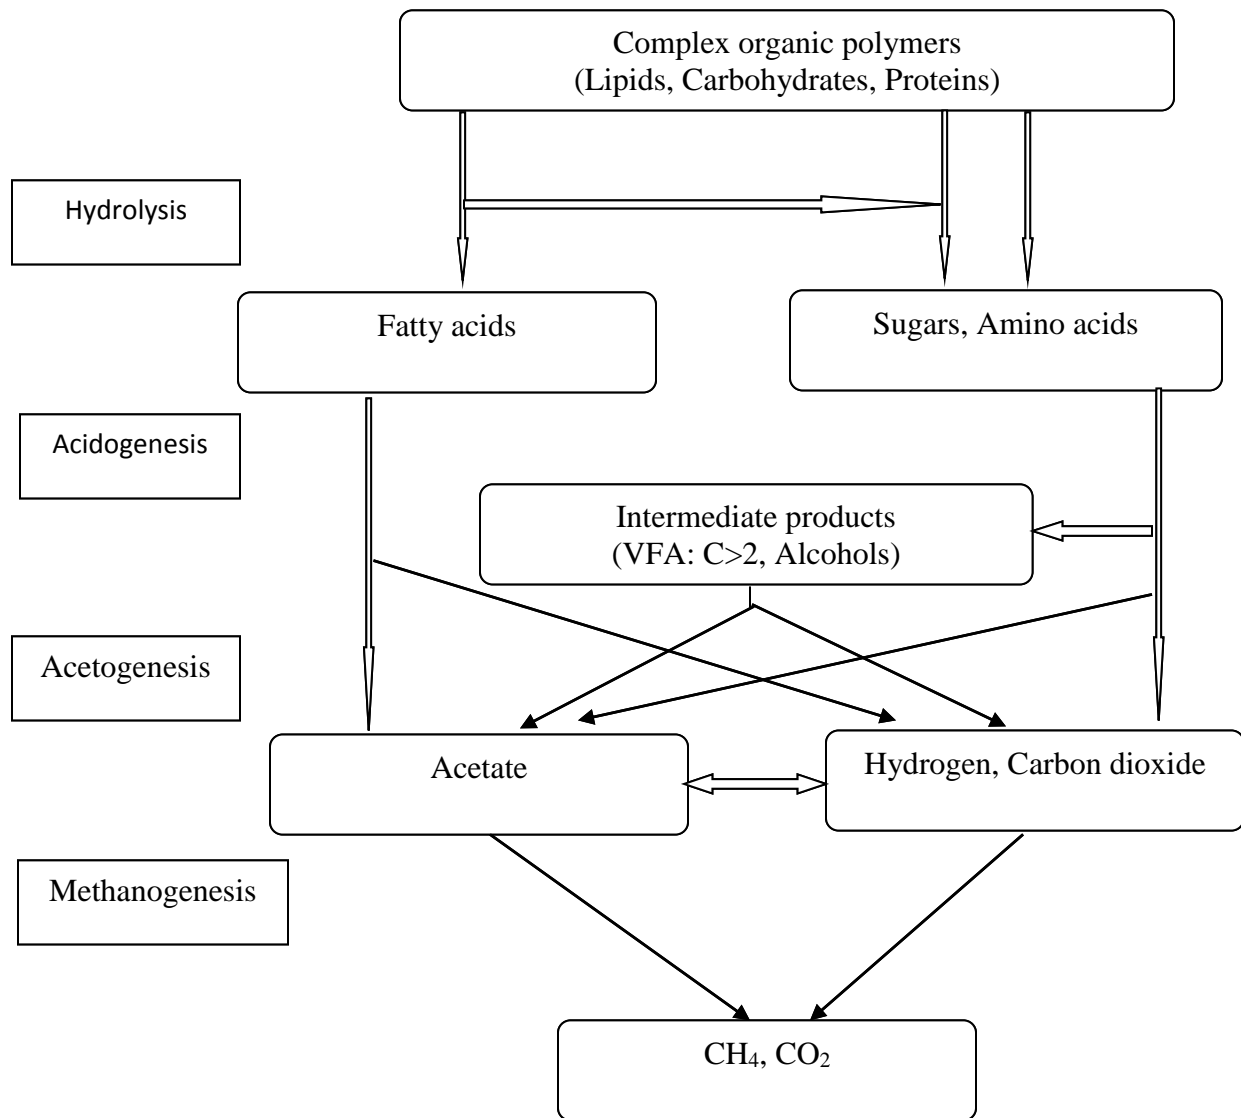 Complex organic polymers
(Lipids, Carbohydrates, Proteins)
Hydrolysis
Fatty acids
Sugars, Amino acids
Acidogenesis
Intermediate products
(VFA: C>2, Alcohols)
Acetogenesis
Acetate
Hydrogen, Carbon dioxide
Methanogenesis
CH₄, CO₂